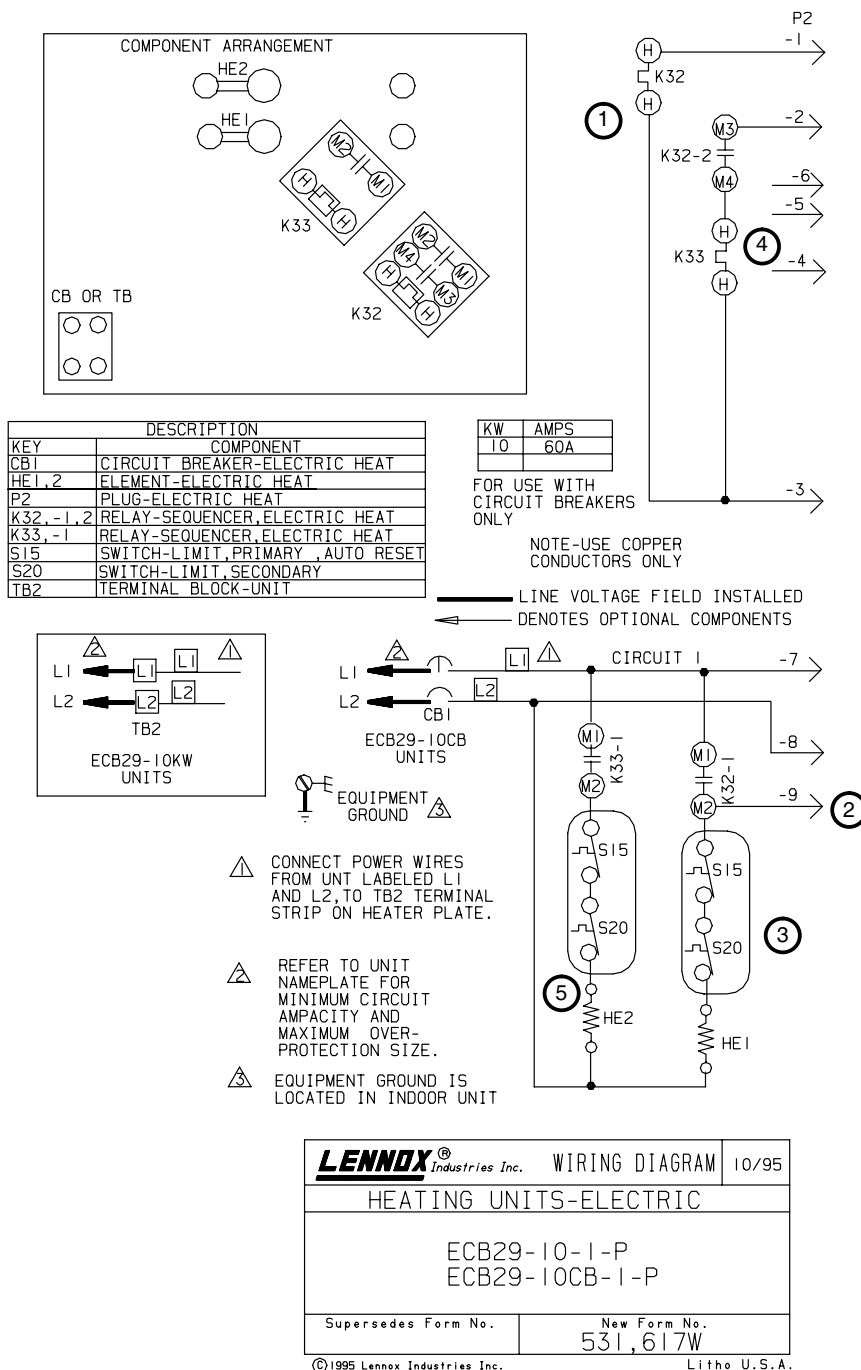 COMPONENT ARRANGEMENT
HE2
HE1
M2
M1
H
H
K33
M2
M4
M1
H
M3
H
K32
CB OR TB
P2
H
-1
K32
H
1
M3
-2
K32-2
M4
-6
-5
H
4
K33
-4
H
-3
DESCRIPTION
KEY COMPONENT
CB1 CIRCUIT BREAKER-ELECTRIC HEAT
HE1,2 ELEMENT-ELECTRIC HEAT
P2 PLUG-ELECTRIC HEAT
K32,-1,2 RELAY-SEQUENCER,ELECTRIC HEAT
K33,-1 RELAY-SEQUENCER,ELECTRIC HEAT
S15 SWITCH-LIMIT,PRIMARY ,AUTO RESET
S20 SWITCH-LIMIT,SECONDARY
TB2 TERMINAL BLOCK-UNIT
KW AMPS
10 60A
FOR USE WITH
CIRCUIT BREAKERS
ONLY
NOTE-USE COPPER
CONDUCTORS ONLY
LINE VOLTAGE FIELD INSTALLED
DENOTES OPTIONAL COMPONENTS
2
1
L1 L1 L1
L2 L2 L2
TB2
ECB29-10KW
UNITS
2
1
L1 L1 CIRCUIT 1 -7
L2 L2
CB1
-8
ECB29-10CB
UNITS
EQUIPMENT
GROUND 3
M1
K33-1
M2
S15
S20
5
HE2
M1
K32-1
M2
-9
2
S15
S20
3
HE1
1 CONNECT POWER WIRES
FROM UNT LABELED L1
AND L2,TO TB2 TERMINAL
STRIP ON HEATER PLATE.
2 REFER TO UNIT
NAMEPLATE FOR
MINIMUM CIRCUIT
AMPACITY AND
MAXIMUM OVER-
PROTECTION SIZE.
3 EQUIPMENT GROUND IS
LOCATED IN INDOOR UNIT
LENNOX® Industries Inc. WIRING DIAGRAM 10/95
HEATING UNITS-ELECTRIC
ECB29-10-1-P
ECB29-10CB-1-P
Supersedes Form No. New Form No.
531,617W
©1995 Lennox Industries Inc. Litho U.S.A.